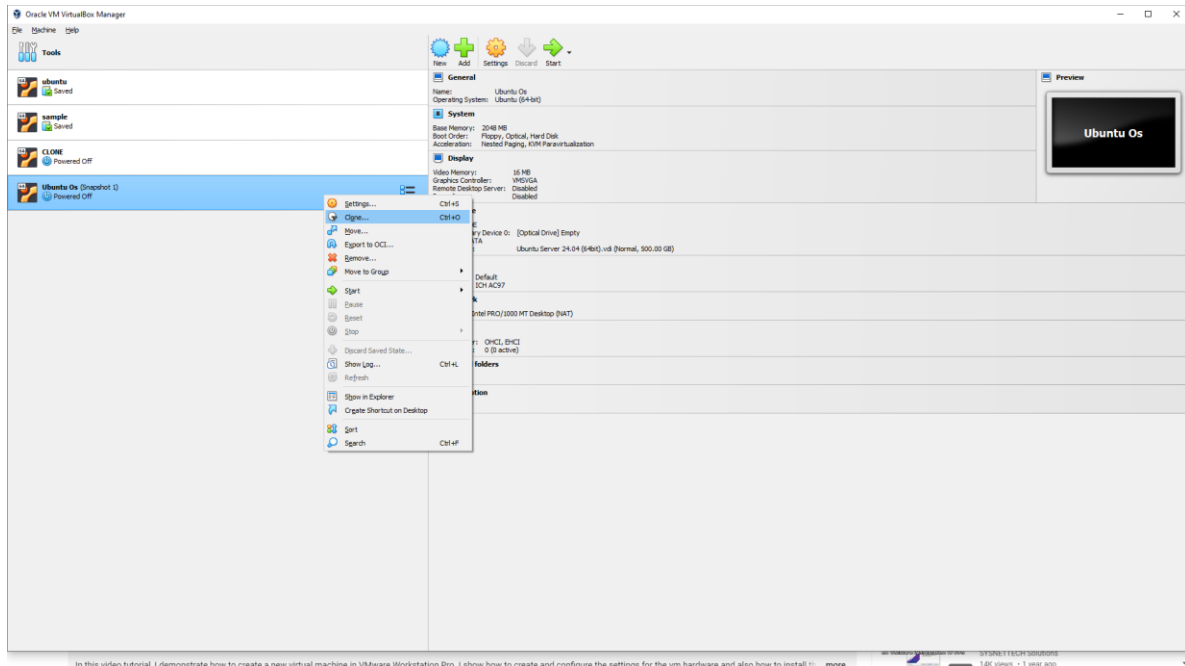 Oracle VM VirtualBox Manager
File Machine Help
Tools
New Add Settings Discard Start
ubuntu
Saved
sample
Saved
CLONE
Powered Off
Ubuntu Os (Snapshot 1)
Powered Off
Settings... Ctrl+S
Clone... Ctrl+O
Move...
Export to OCI...
Remove...
Move to Group
Start
Pause
Reset
Stop
Discard Saved State...
Show Log... Ctrl+L
Refresh
Show in Explorer
Create Shortcut on Desktop
Sort
Search Ctrl+F
General
Name: Ubuntu Os
Operating System: Ubuntu (64-bit)
System
Base Memory: 2048 MB
Boot Order: Floppy, Optical, Hard Disk
Acceleration: Nested Paging, KVM Paravirtualization
Display
Video Memory: 16 MB
Graphics Controller: VMSVGA
Remote Desktop Server: Disabled
Disabled
ry Device 0: [Optical Drive] Empty
ATA
Ubuntu Server 24.04 (64bit).vdi (Normal, 500.00 GB)
Default
ICH AC97
Intel PRO/1000 MT Desktop (NAT)
OHCI, EHCI
0 (0 active)
folders
tion
Preview
Ubuntu Os
In this video tutorial, I demonstrate how to create a new virtual machine in VMware Workstation Pro. I show how to create and configure the settings for the vm hardware and also how to install more
SYSNETTECH Solutions
14K views • 1 year ago